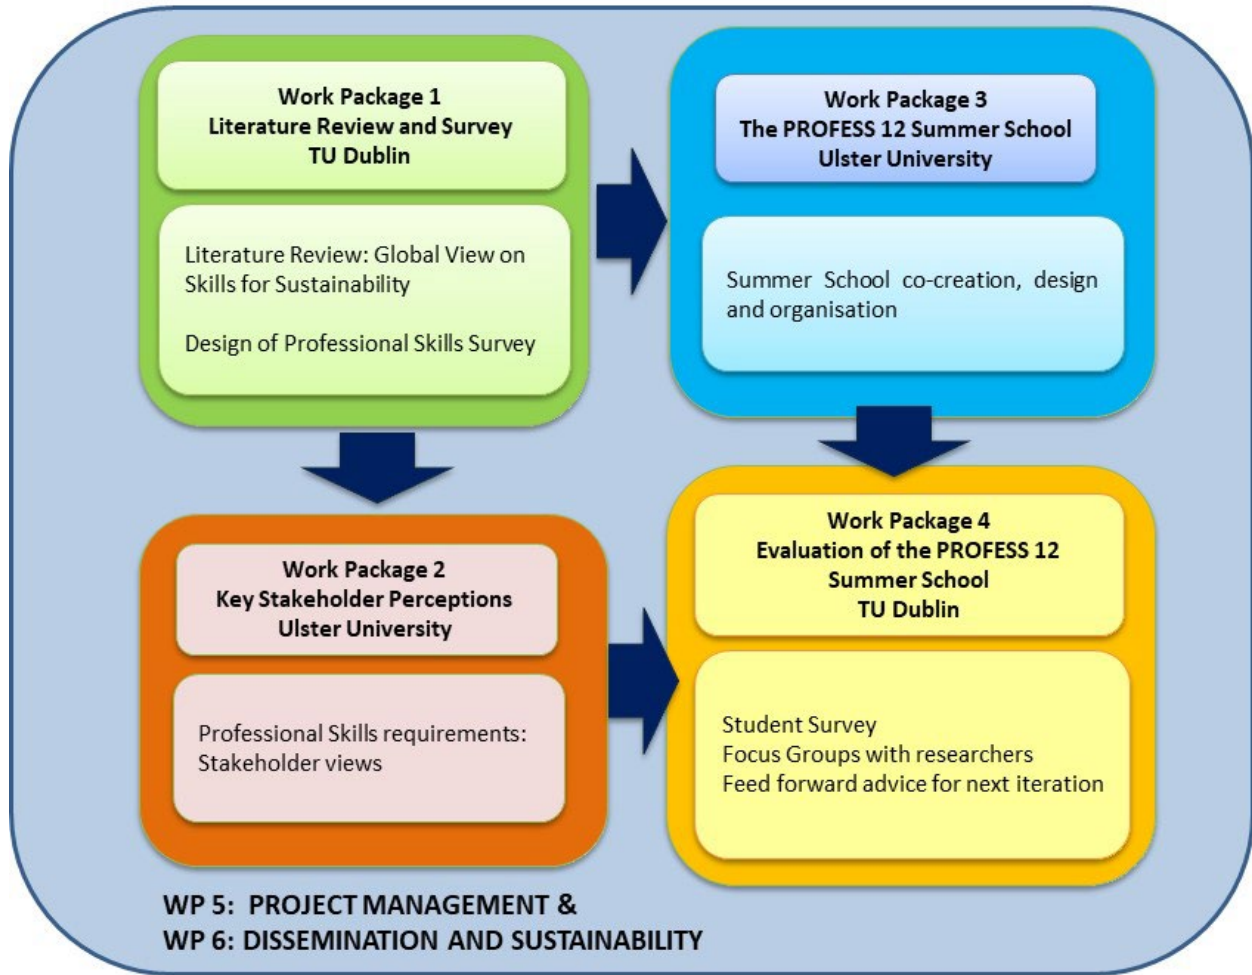 Work Package 1
Literature Review and Survey
TU Dublin
Literature Review: Global View on
Skills for Sustainability
Design of Professional Skills Survey
Work Package 3
The PROFESS 12 Summer School
Ulster University
Summer School co-creation, design
and organisation
Work Package 2
Key Stakeholder Perceptions
Ulster University
Professional Skills requirements:
Stakeholder views
Work Package 4
Evaluation of the PROFESS 12
Summer School
TU Dublin
Student Survey
Focus Groups with researchers
Feed forward advice for next iteration
WP 5: PROJECT MANAGEMENT &
WP 6: DISSEMINATION AND SUSTAINABILITY